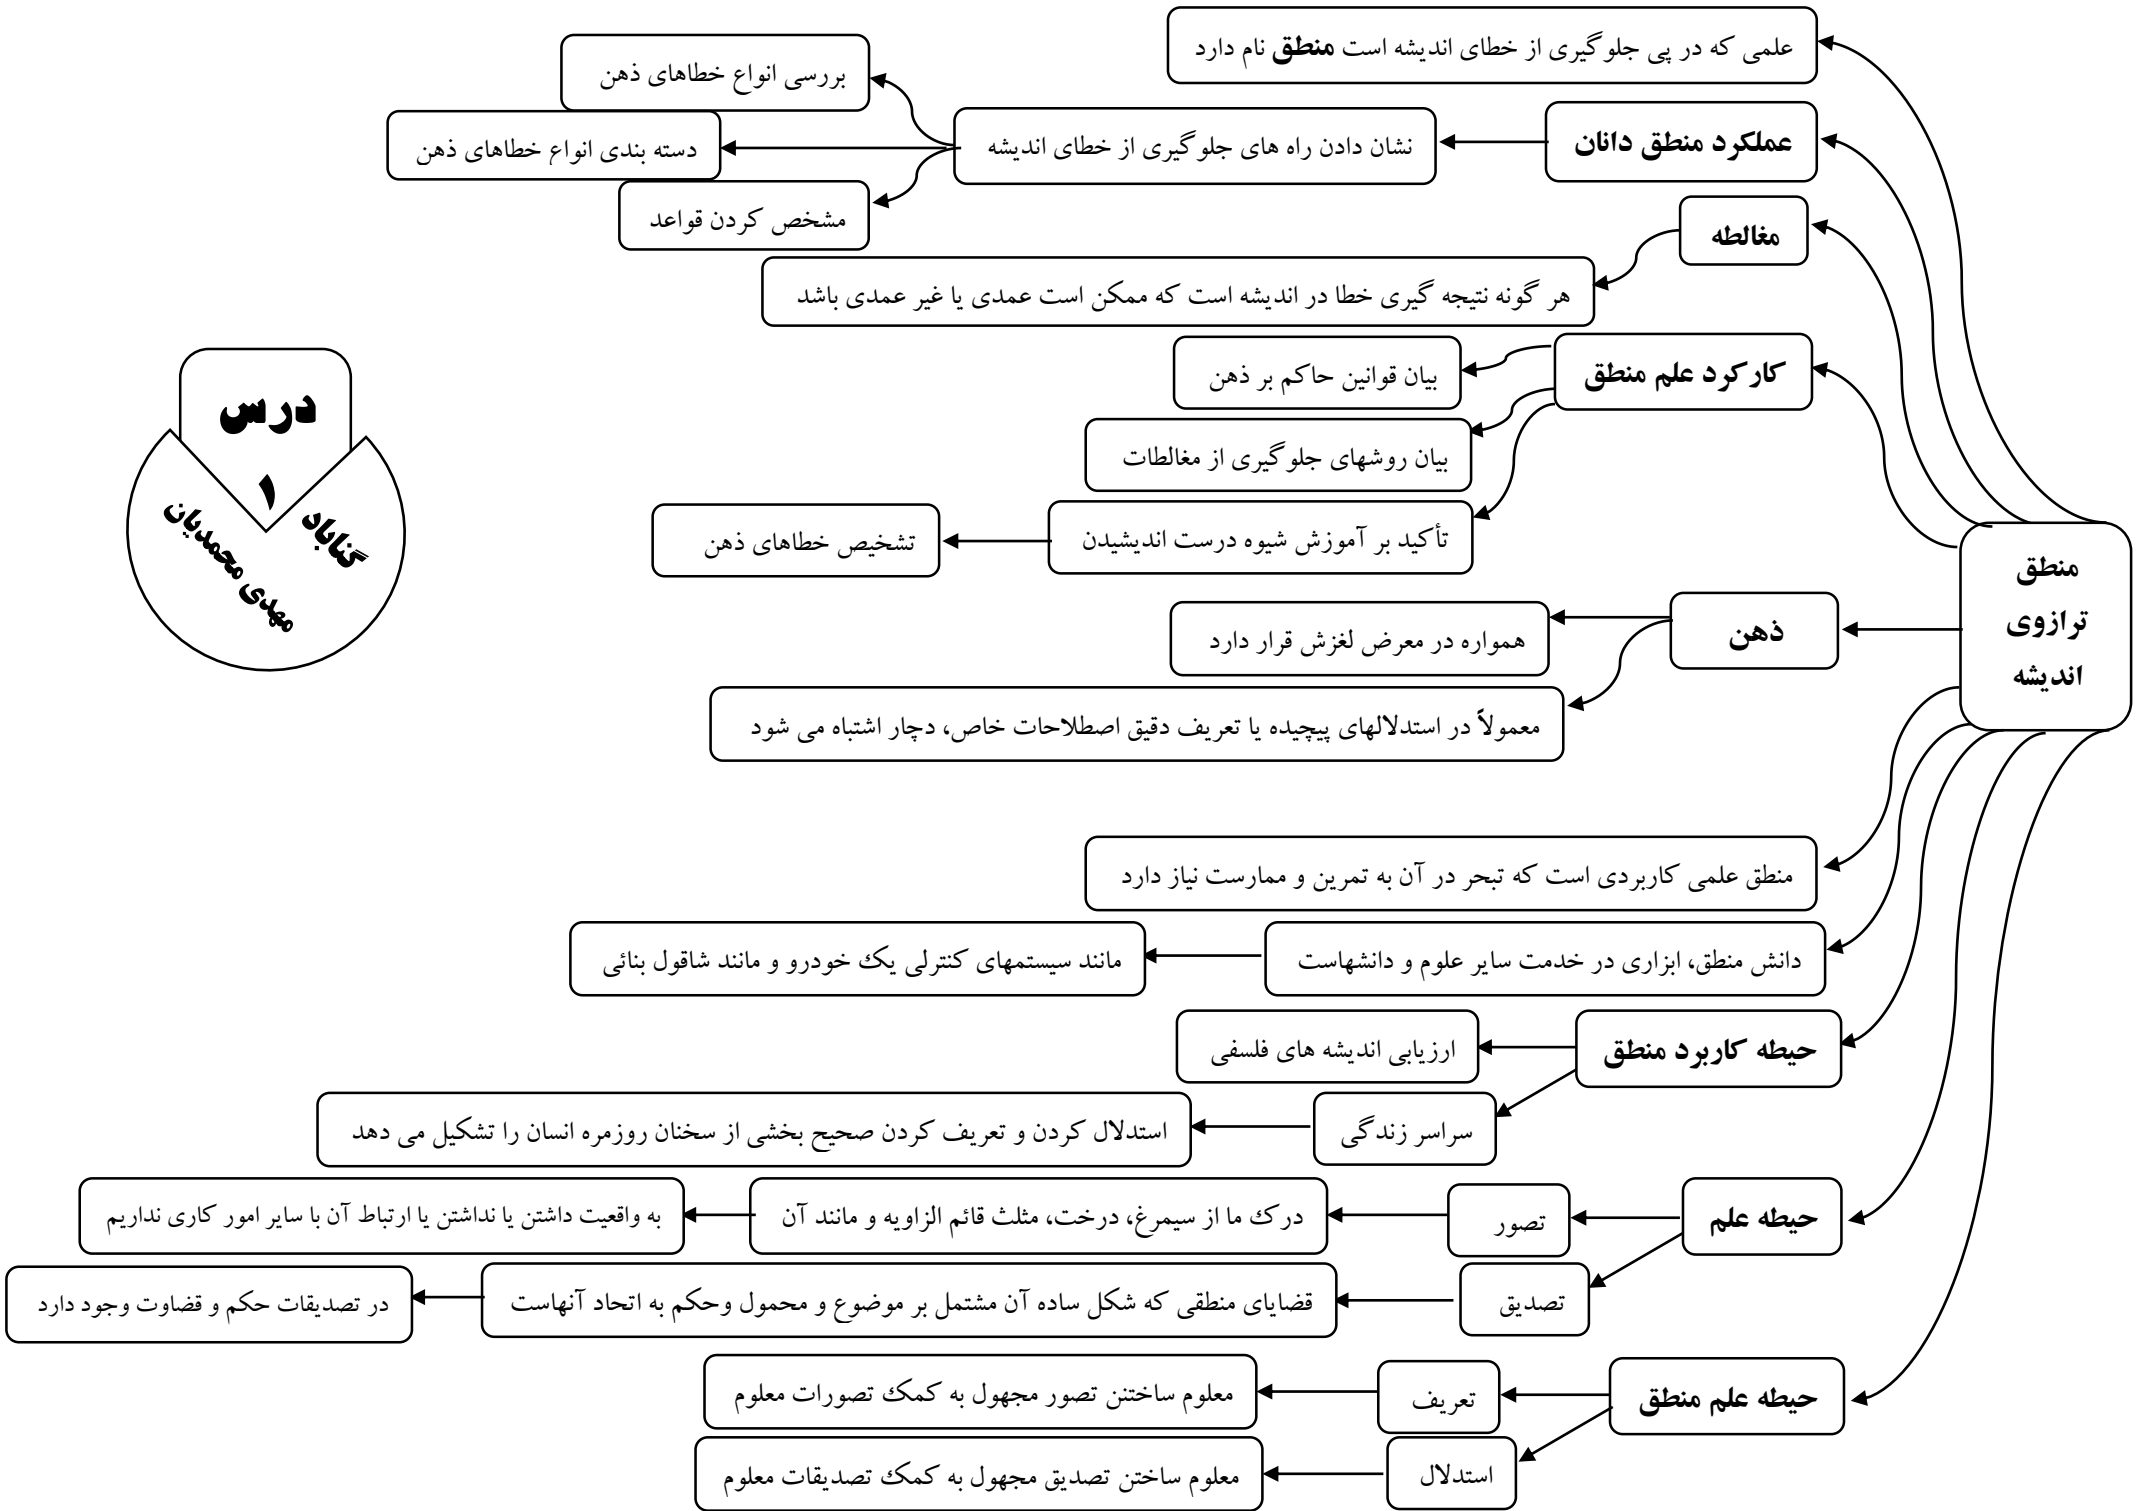 منطق
ترازوی
اندیشه
علمی که در پی جلوگیری از خطای اندیشه است منطق نام دارد
عملکرد منطق دانان
نشان دادن راه های جلوگیری از خطای اندیشه
بررسی انواع خطاهای ذهن
دسته بندی انواع خطاهای ذهن
مشخص کردن قواعد
مغالطه
هر گونه نتیجه گیری خطا در اندیشه است که ممکن است عمدی یا غیر عمدی باشد
کارکرد علم منطق
بیان قوانین حاکم بر ذهن
بیان روشهای جلوگیری از مغالطات
تأکید بر آموزش شیوه درست اندیشیدن
تشخیص خطاهای ذهن
ذهن
همواره در معرض لغزش قرار دارد
معمولاً در استدلالهای پیچیده یا تعریف دقیق اصطلاحات خاص، دچار اشتباه می شود
منطق علمی کاربردی است که تبحر در آن به تمرین و ممارست نیاز دارد
دانش منطق، ابزاری در خدمت سایر علوم و دانشهاست
مانند سیستمهای کنترلی یک خودرو و مانند شاقول بنائی
حیطه کاربرد منطق
ارزیابی اندیشه های فلسفی
سراسر زندگی
استدلال کردن و تعریف کردن صحیح بخشی از سخنان روزمره انسان را تشکیل می دهد
حیطه علم
تصور
درک ما از سیمرغ، درخت، مثلث قائم الزاویه و مانند آن
به واقعیت داشتن یا نداشتن یا ارتباط آن با سایر امور کاری نداریم
تصدیق
قضایای منطقی که شکل ساده آن مشتمل بر موضوع و محمول وحکم به اتحاد آنهاست
در تصدیقات حکم و قضاوت وجود دارد
حیطه علم منطق
تعریف
معلوم ساختنن تصور مجهول به کمک تصورات معلوم
استدلال
معلوم ساختن تصدیق مجهول به کمک تصدیقات معلوم
درس
۱
گناباد
مهدی محمدیان